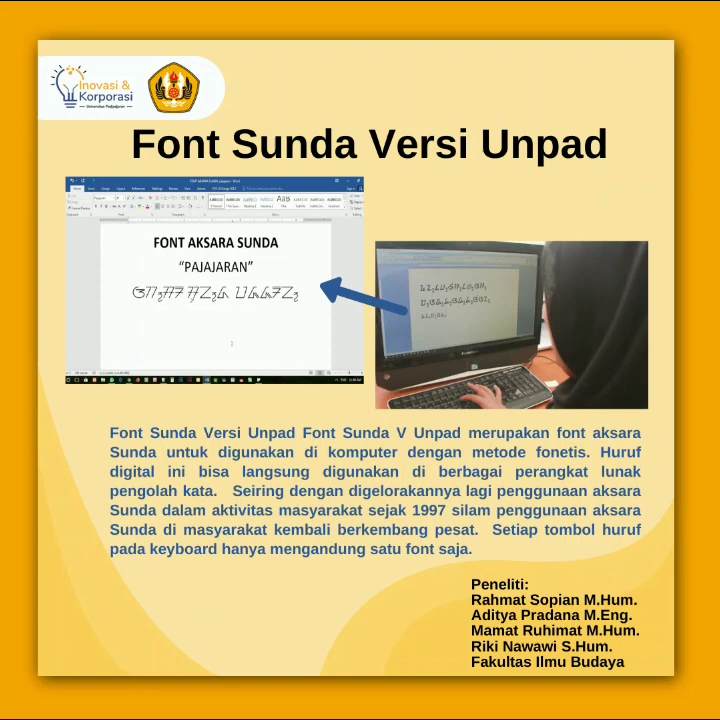 Inovasi &
Korporasi
Universitas Padjadjaran
Font Sunda Versi Unpad
FONT AKSARA SUNDA
“PAJAJARAN”
Font Sunda Versi Unpad Font Sunda V Unpad merupakan font aksara
Sunda untuk digunakan di komputer dengan metode fonetis. Huruf
digital ini bisa langsung digunakan di berbagai perangkat lunak
pengolah kata. Seiring dengan digelorakannya lagi penggunaan aksara
Sunda dalam aktivitas masyarakat sejak 1997 silam penggunaan aksara
Sunda di masyarakat kembali berkembang pesat. Setiap tombol huruf
pada keyboard hanya mengandung satu font saja.
Peneliti:
Rahmat Sopian M.Hum.
Aditya Pradana M.Eng.
Mamat Ruhimat M.Hum.
Riki Nawawi S.Hum.
Fakultas Ilmu Budaya